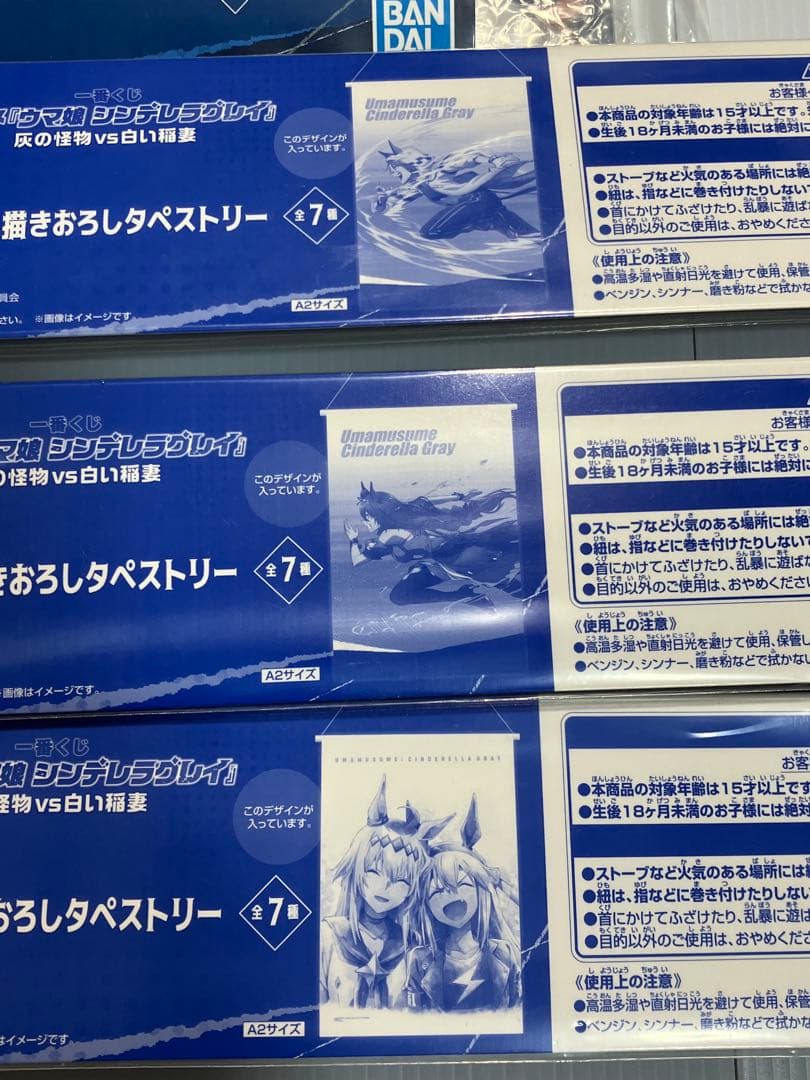 BAN
DAI
一番くじ
『ウマ娘 シンデレラグレイ』
灰の怪物vs白い稲妻
描きおろしタペストリー
全7種
このデザインが
入っています。
Umamusume
Cinderella Gray
A2サイズ
員会
さい。 ※画像はイメージです
お客様
●本商品の対象年齢は15才以上です。
●生後18ヶ月未満のお子様には絶対
●ストーブなど火気のある場所には絶
●紐は、指などに巻き付けたりしない
●首にかけてふざけたり、乱暴に遊ば
●目的以外のご使用は、おやめくださ
《使用上の注意》
●高温多湿や直射日光を避けて使用、保管
●ベンジン、シンナー、磨き粉などで拭かな
一番くじ
マ娘 シンデレラグレイ』
の怪物vs白い稲妻
きおろしタペストリー
全7種
このデザインが
入っています。
Umamusume
Cinderella Gray
A2サイズ
※画像はイメージです。
お客様
●本商品の対象年齢は15才以上です。
●生後18ヶ月未満のお子様には絶対に
●ストーブなど火気のある場所には絶
●紐は、指などに巻き付けたりしないで
●首にかけてふざけたり、乱暴に遊ば
●目的以外のご使用は、おやめくださ
《使用上の注意》
●高温多湿や直射日光を避けて使用、保管し
●ベンジン、シンナー、磨き粉などで拭かない
一番くじ
娘 シンデレラグレイ』
怪物vs白い稲妻
おろしタペストリー
全7種
このデザインが
入っています。
UMAMUSUME: CINDERELLA GRAY
A2サイズ
はイメージです。
お客
●本商品の対象年齢は15才以上です
●生後18ヶ月未満のお子様には絶対
●ストーブなど火気のある場所には
●紐は、指などに巻き付けたりしない
●首にかけてふざけたり、乱暴に遊
●目的以外のご使用は、おやめくださ
《使用上の注意》
●高温多湿や直射日光を避けて使用、保管
●ベンジン、シンナー、磨き粉などで拭かな